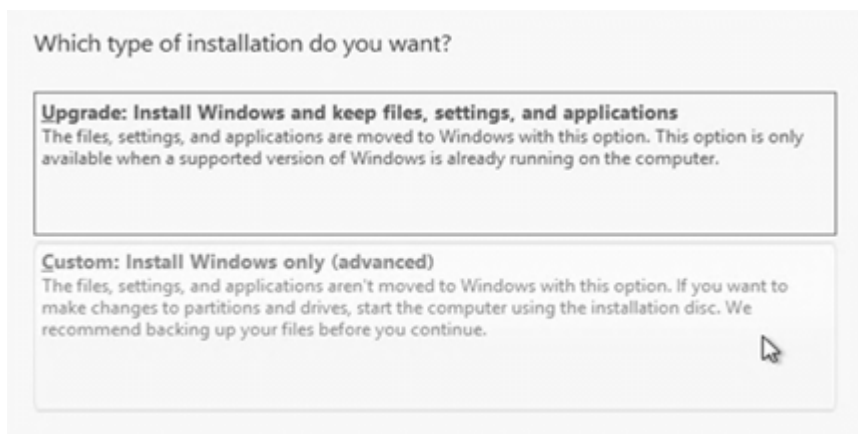 Which type of installation do you want?
Upgrade: Install Windows and keep files, settings, and applications
The files, settings, and applications are moved to Windows with this option. This option is only
available when a supported version of Windows is already running on the computer.
Custom: Install Windows only (advanced)
The files, settings, and applications aren't moved to Windows with this option. If you want to
make changes to partitions and drives, start the computer using the installation disc. We
recommend backing up your files before you continue.